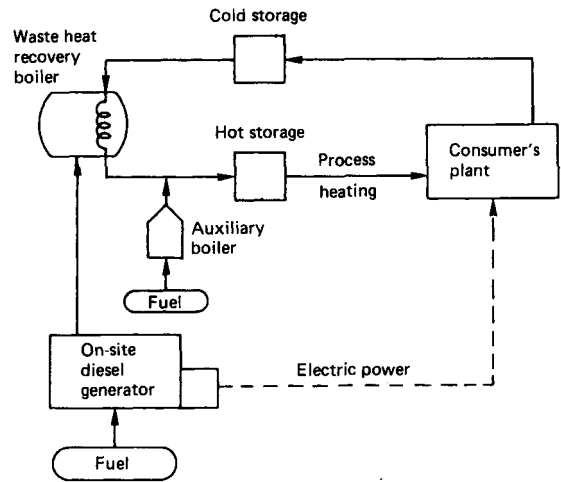 Cold storage
Waste heat
recovery
boiler
Hot storage
Process
heating
Consumer's
plant
Auxiliary
boiler
Fuel
On-site
diesel
generator
Electric power
Fuel